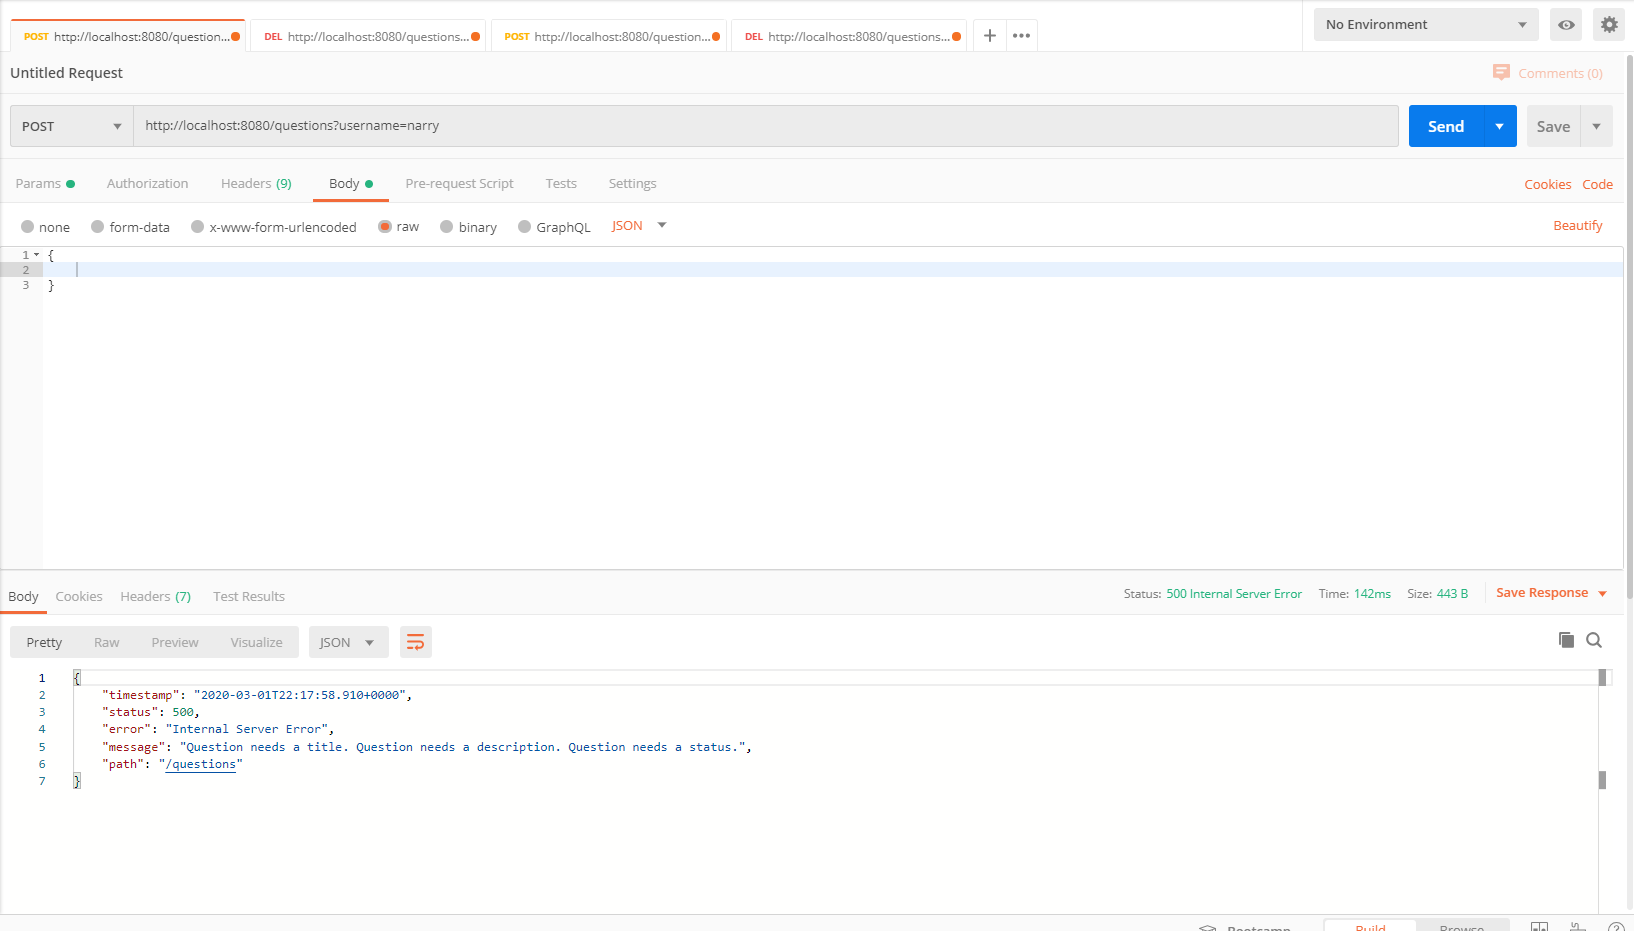 POST http://localhost:8080/question... DEL http://localhost:8080/questions... POST http://localhost:8080/question... DEL http://localhost:8080/questions... + ••• No Environment
Untitled Request Comments (0)
POST http://localhost:8080/questions?username=narry Send Save
Params Authorization Headers (9) Body Pre-request Script Tests Settings Cookies Code
none form-data x-www-form-urlencoded raw binary GraphQL JSON Beautify
1 {
2
3 }
Body Cookies Headers (7) Test Results Status: 500 Internal Server Error Time: 142ms Size: 443 B Save Response
Pretty Raw Preview Visualize JSON
1 {
2 "timestamp": "2020-03-01T22:17:58.910+0000",
3 "status": 500,
4 "error": "Internal Server Error",
5 "message": "Question needs a title. Question needs a description. Question needs a status.",
6 "path": "/questions"
7 }
Bootcamp Build Browse